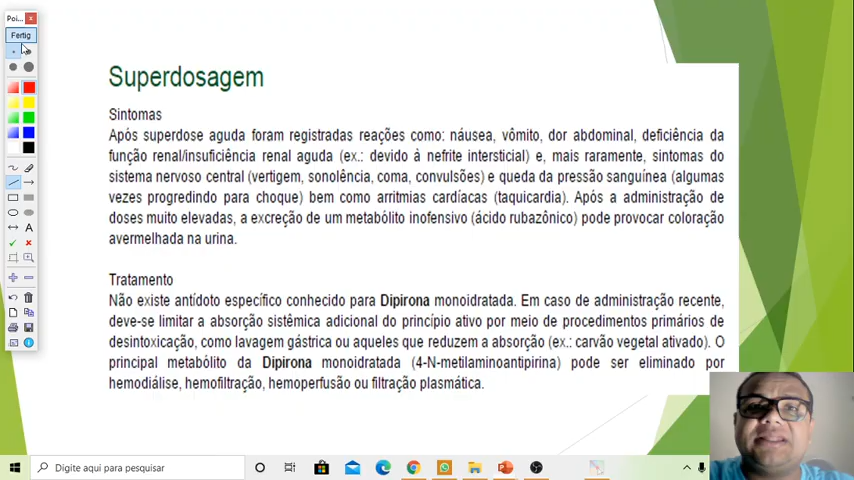 Poi...
Fertig
A
Superdosagem
Sintomas
Após superdose aguda foram registradas reações como: náusea, vômito, dor abdominal, deficiência da
função renal/insuficiência renal aguda (ex.: devido à nefrite intersticial) e, mais raramente, sintomas do
sistema nervoso central (vertigem, sonolência, coma, convulsões) e queda da pressão sanguínea (algumas
vezes progredindo para choque) bem como arritmias cardíacas (taquicardia). Após a administração de
doses muito elevadas, a excreção de um metabólito inofensivo (ácido rubazônico) pode provocar coloração
avermelhada na urina.
Tratamento
Não existe antídoto específico conhecido para Dipirona monoidratada. Em caso de administração recente,
deve-se limitar a absorção sistêmica adicional do princípio ativo por meio de procedimentos primários de
desintoxicação, como lavagem gástrica ou aqueles que reduzem a absorção (ex.: carvão vegetal ativado). O
principal metabólito da Dipirona monoidratada (4-N-metilaminoantipirina) pode ser eliminado por
hemodiálise, hemofiltração, hemoperfusão ou filtração plasmática.
Digite aqui para pesquisar